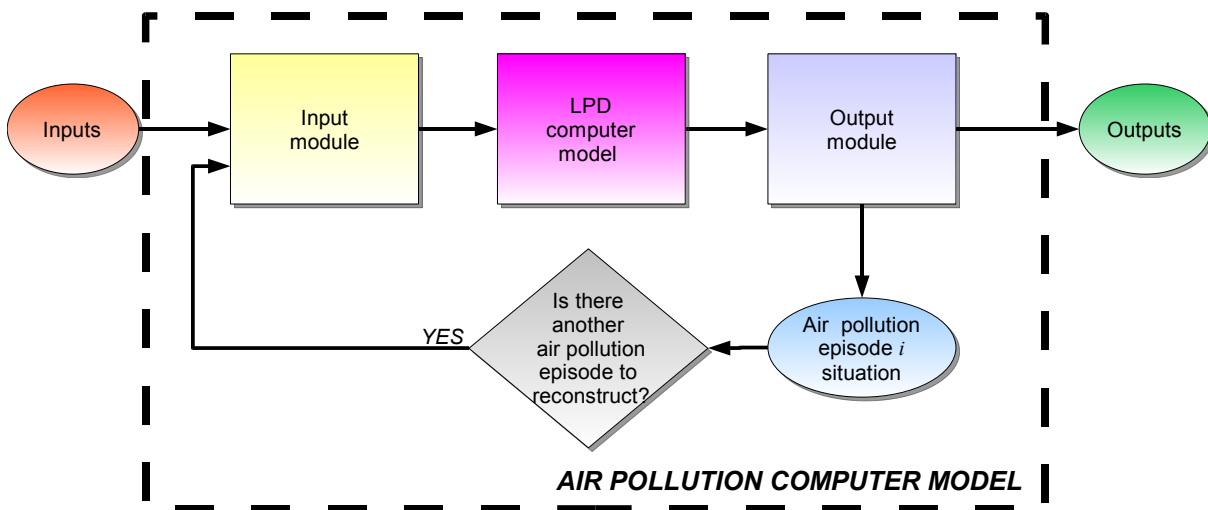 Inputs
Input
module
LPD
computer
model
Output
module
Outputs
Is there
another
air pollution
episode to
reconstruct?
YES
Air pollution
episode i
situation
AIR POLLUTION COMPUTER MODEL